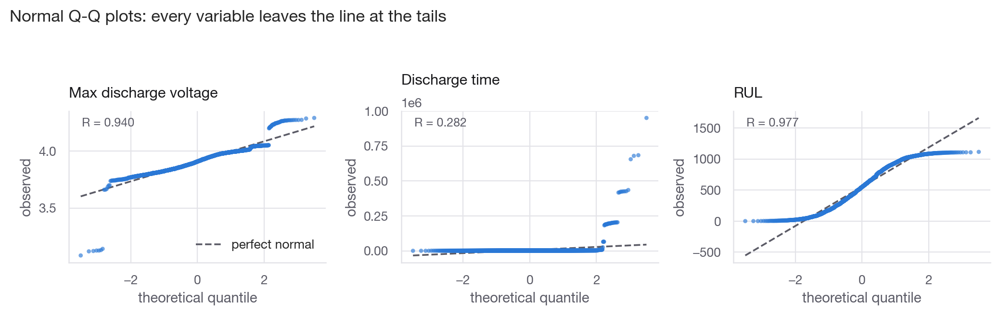 Normal Q-Q plots: every variable leaves the line at the tails
Max discharge voltage
R = 0.940
4.0
3.5
observed
perfect normal
−2 0 2
theoretical quantile
Discharge time
1e6
R = 0.282
1.00
0.75
0.50
0.25
0.00
observed
−2 0 2
theoretical quantile
RUL
R = 0.977
1500
1000
500
0
−500
observed
−2 0 2
theoretical quantile